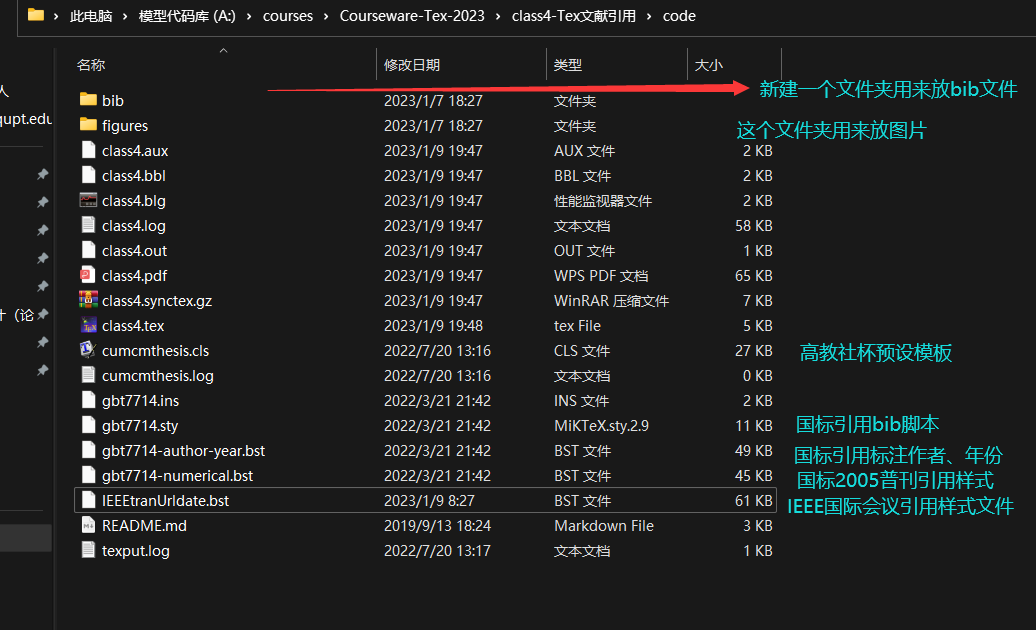 此电脑 › 模型代码库 (A:) › courses › Courseware-Tex-2023 › class4-Tex文献引用 › code
名称 修改日期 类型 大小
人
qupt.edu
十（论
bib 2023/1/7 18:27 文件夹 新建一个文件夹用来放bib文件
figures 2023/1/7 18:27 文件夹 这个文件夹用来放图片
class4.aux 2023/1/9 19:47 AUX 文件 2 KB
class4.bbl 2023/1/9 19:47 BBL 文件 2 KB
class4.blg 2023/1/9 19:47 性能监视器文件 2 KB
class4.log 2023/1/9 19:47 文本文档 58 KB
class4.out 2023/1/9 19:47 OUT 文件 1 KB
class4.pdf 2023/1/9 19:47 WPS PDF 文档 65 KB
class4.synctex.gz 2023/1/9 19:47 WinRAR 压缩文件 7 KB
class4.tex 2023/1/9 19:48 tex File 5 KB
cumcmthesis.cls 2022/7/20 13:16 CLS 文件 27 KB 高教社杯预设模板
cumcmthesis.log 2022/7/20 13:16 文本文档 0 KB
gbt7714.ins 2022/3/21 21:42 INS 文件 2 KB
gbt7714.sty 2022/3/21 21:42 MiKTeX.sty.2.9 11 KB 国标引用bib脚本
gbt7714-author-year.bst 2022/3/21 21:42 BST 文件 49 KB 国标引用标注作者、年份
gbt7714-numerical.bst 2022/3/21 21:42 BST 文件 45 KB 国标2005普刊引用样式
IEEEtranUrldate.bst 2023/1/9 8:27 BST 文件 61 KB IEEE国际会议引用样式文件
README.md 2019/9/13 18:24 Markdown File 3 KB
texput.log 2022/7/20 13:17 文本文档 1 KB